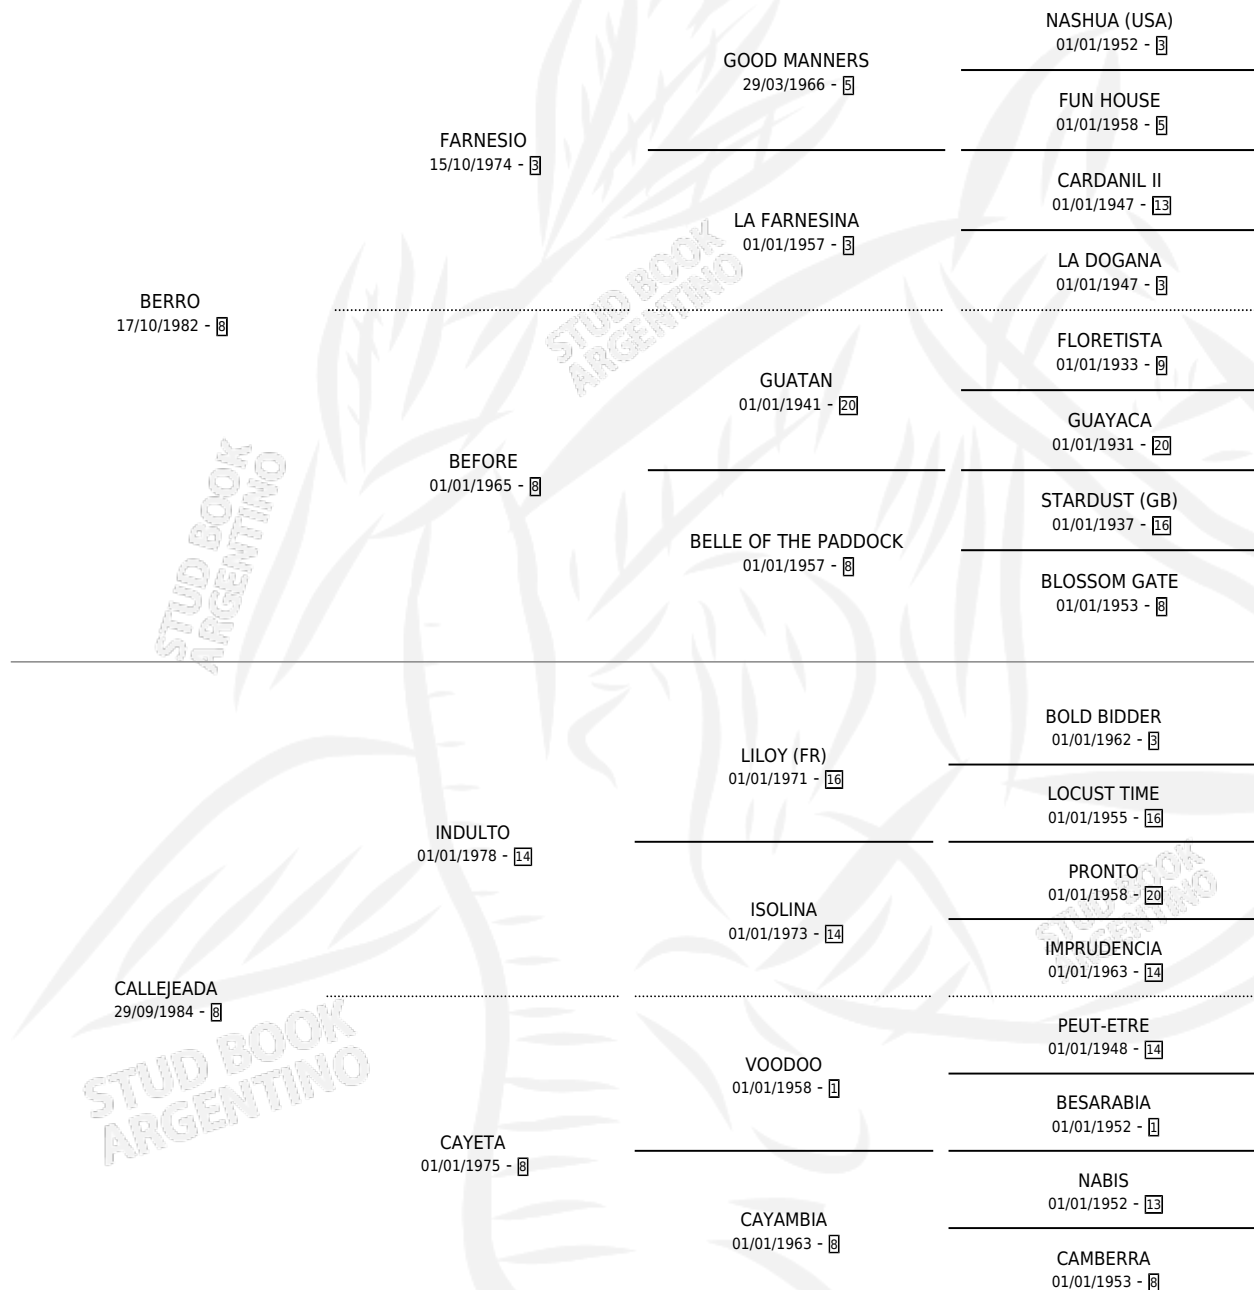 BERRO
17/10/1982 - 8
FARNESIO
15/10/1974 - 3
BEFORE
01/01/1965 - 8
GOOD MANNERS
29/03/1966 - 5
LA FARNESINA
01/01/1957 - 3
GUATAN
01/01/1941 - 20
BELLE OF THE PADDOCK
01/01/1957 - 8
NASHUA (USA)
01/01/1952 - 3
FUN HOUSE
01/01/1958 - 5
CARDANIL II
01/01/1947 - 13
LA DOGANA
01/01/1947 - 3
FLORETISTA
01/01/1933 - 9
GUAYACA
01/01/1931 - 20
STARDUST (GB)
01/01/1937 - 16
BLOSSOM GATE
01/01/1953 - 8
CALLEJEADA
29/09/1984 - 8
INDULTO
01/01/1978 - 14
CAYETA
01/01/1975 - 8
LILOY (FR)
01/01/1971 - 16
ISOLINA
01/01/1973 - 14
VOODOO
01/01/1958 - 1
CAYAMBIA
01/01/1963 - 8
BOLD BIDDER
01/01/1962 - 3
LOCUST TIME
01/01/1955 - 16
PRONTO
01/01/1958 - 20
IMPRUDENCIA
01/01/1963 - 14
PEUT-ETRE
01/01/1948 - 14
BESARABIA
01/01/1952 - 1
NABIS
01/01/1952 - 13
CAMBERRA
01/01/1953 - 8
STUD BOOK
ARGENTINO
STUD BOOK
ARGENTINO
STUD BOOK
ARGENTINO
STUD BOOK
ARGENTINO